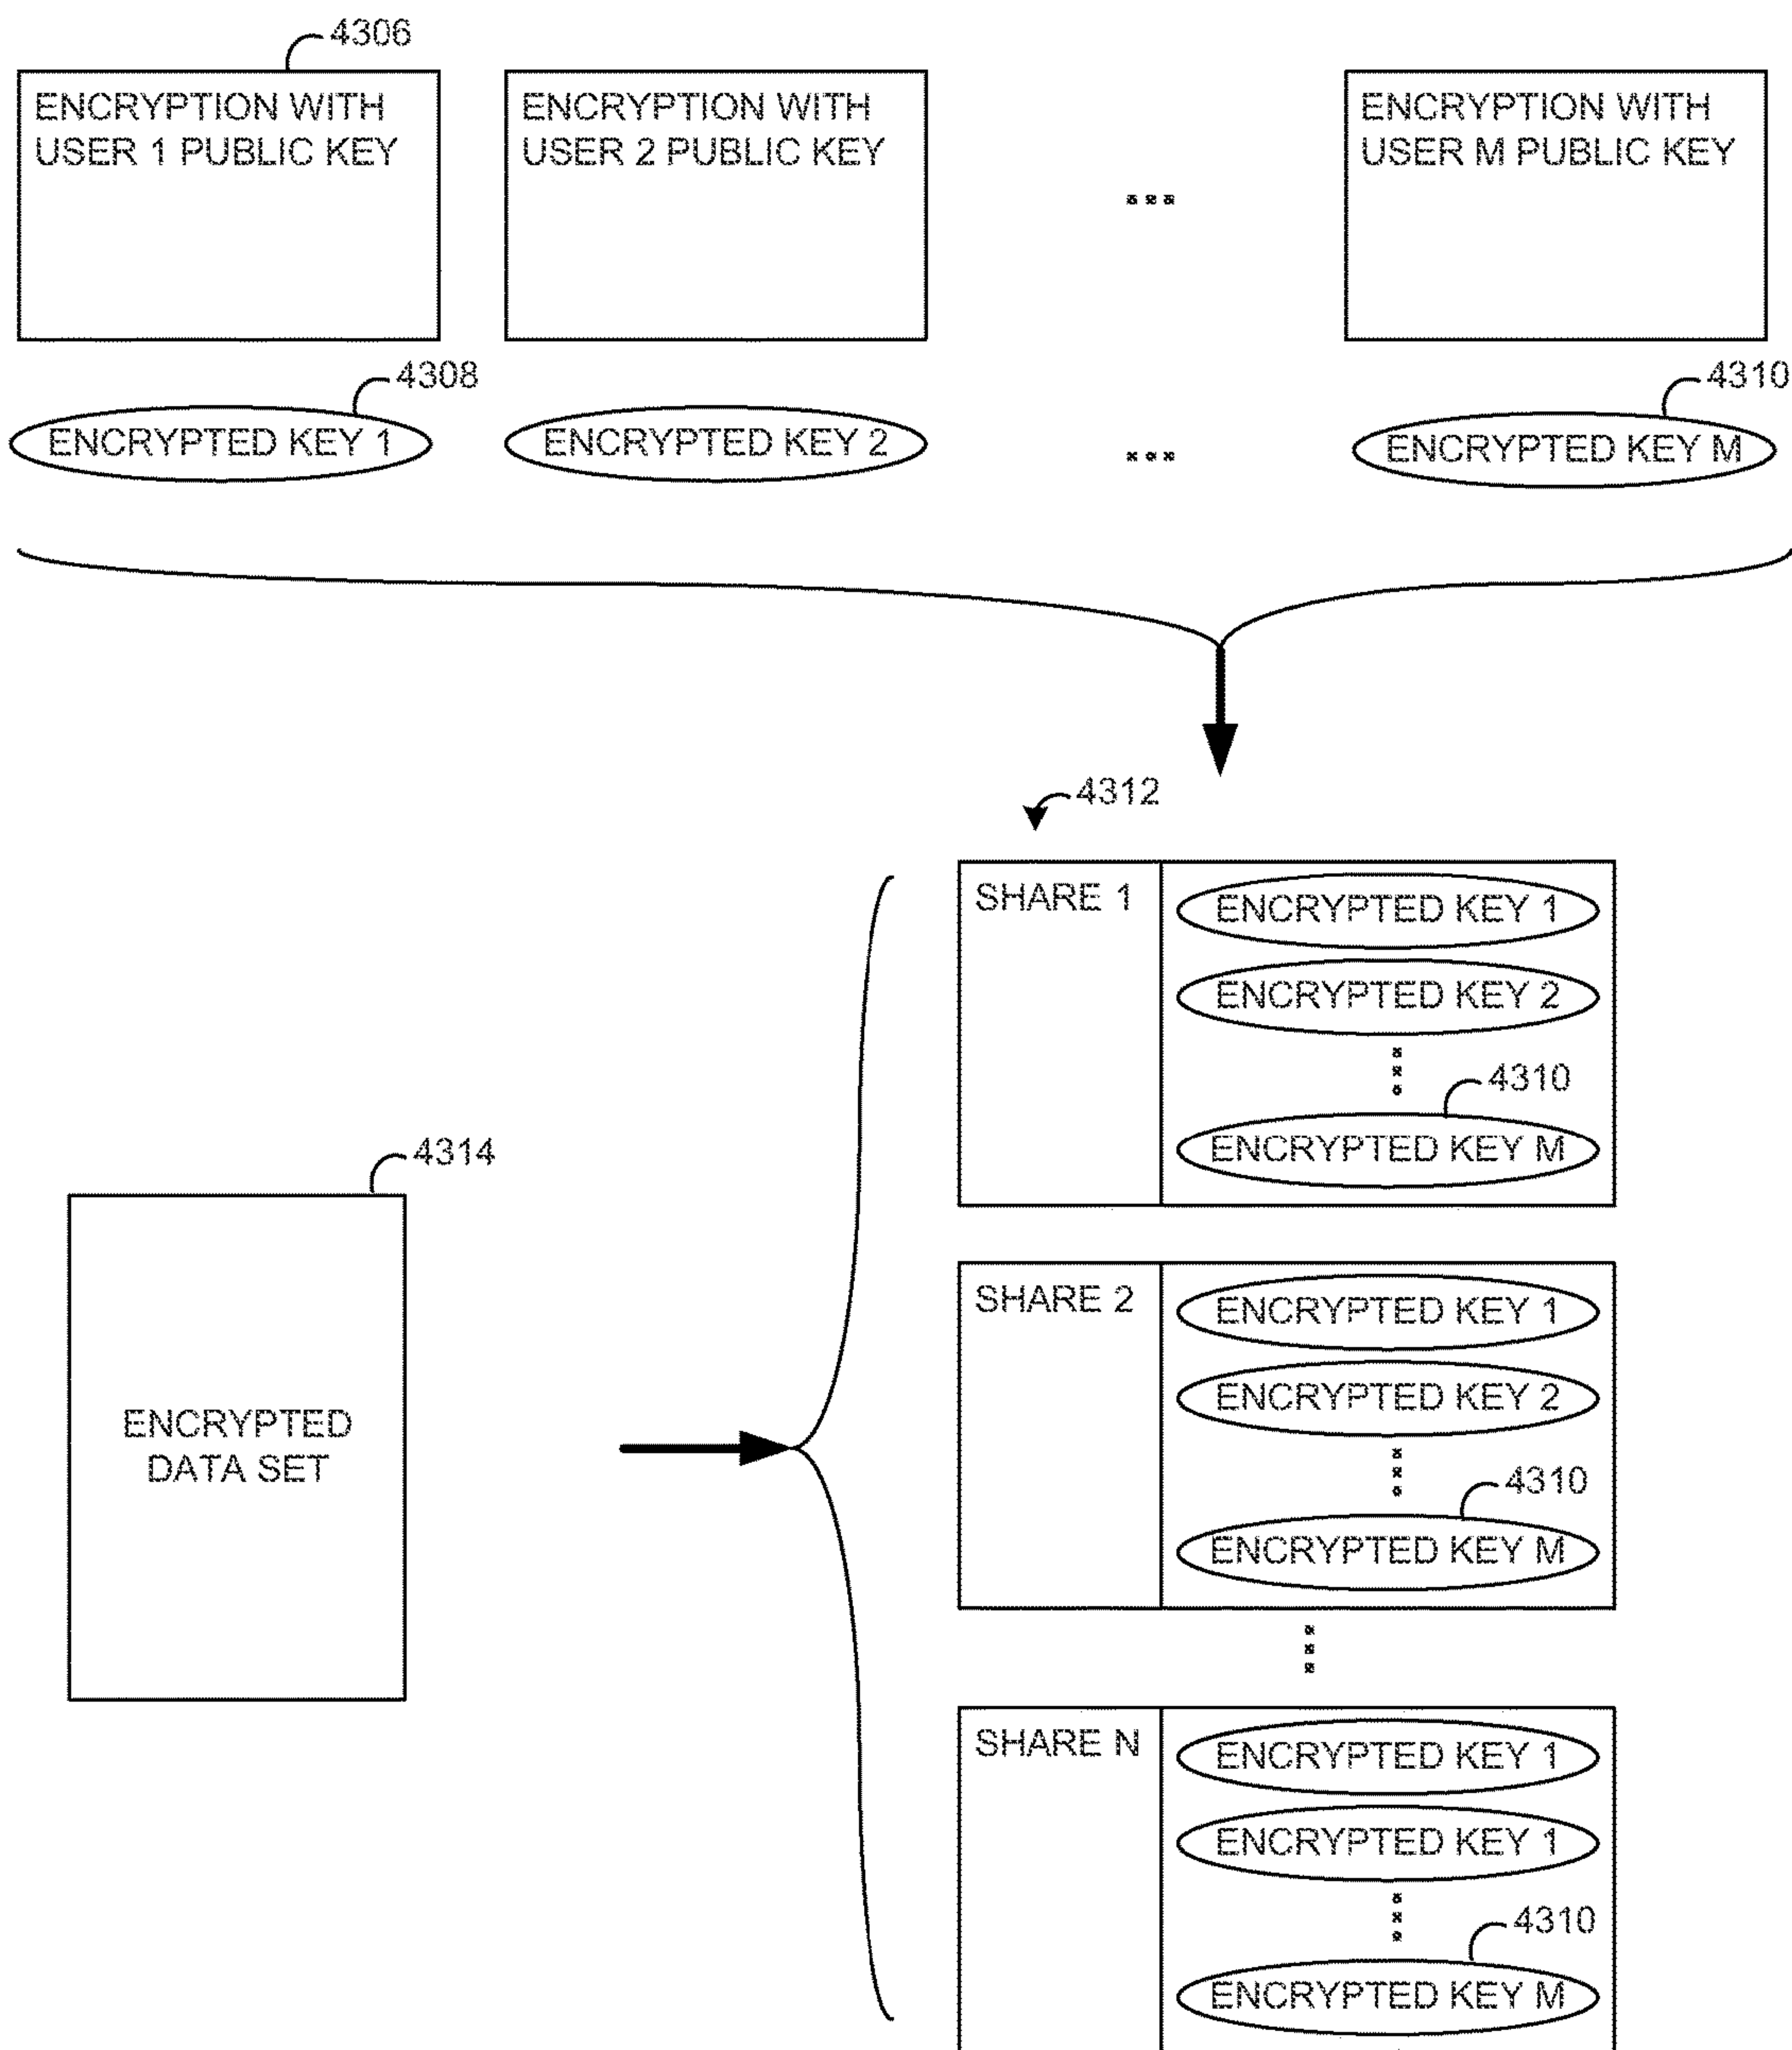 4306
ENCRYPTION WITH
USER 1 PUBLIC KEY
ENCRYPTION WITH
USER 2 PUBLIC KEY
...
ENCRYPTION WITH
USER M PUBLIC KEY
4308
4310
ENCRYPTED KEY 1
ENCRYPTED KEY 2
...
ENCRYPTED KEY M
4312
SHARE 1
ENCRYPTED KEY 1
ENCRYPTED KEY 2
4310
ENCRYPTED KEY M
4314
ENCRYPTED
DATA SET
SHARE 2
ENCRYPTED KEY 1
ENCRYPTED KEY 2
4310
ENCRYPTED KEY M
SHARE N
ENCRYPTED KEY 1
ENCRYPTED KEY 1
4310
ENCRYPTED KEY M